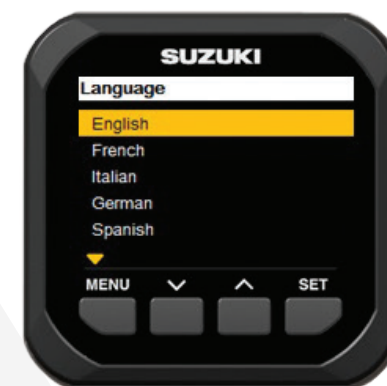 SUZUKI
Language
English
French
Italian
German
Spanish
MENU SET